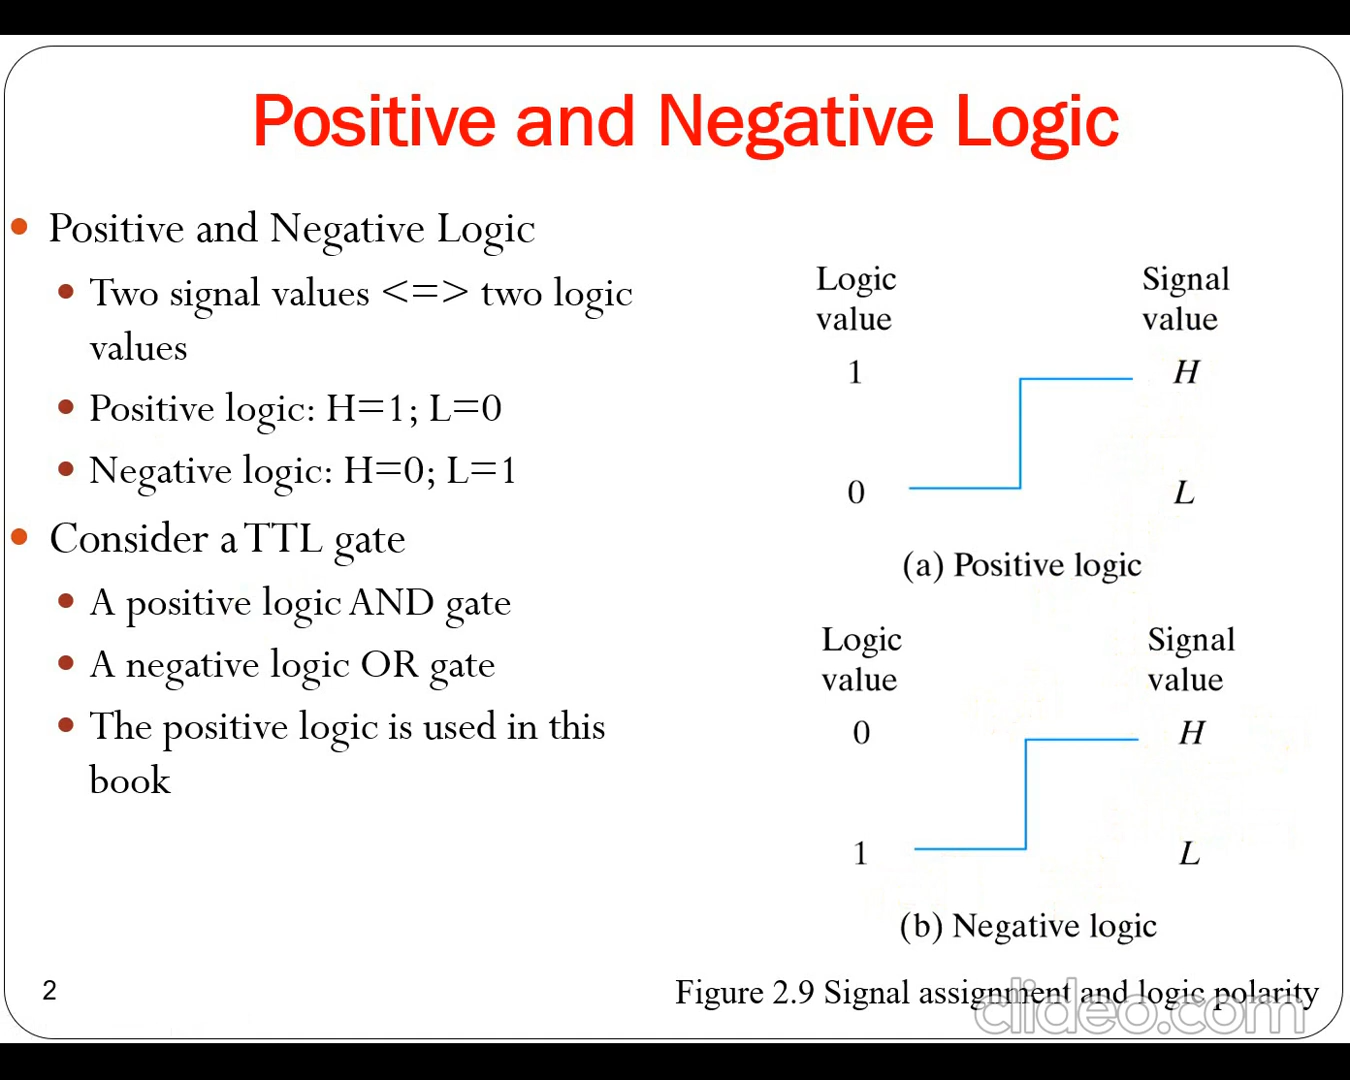 Positive and Negative Logic
Positive and Negative Logic
Two signal values <=> two logic
values
Positive logic: H=1; L=0
Negative logic: H=0; L=1
Consider a TTL gate
A positive logic AND gate
A negative logic OR gate
The positive logic is used in this
book
Logic value
Signal value
1
H
0
L
(a) Positive logic
Logic value
Signal value
0
H
1
L
(b) Negative logic
2
Figure 2.9 Signal assignment and logic polarity
clideo.com